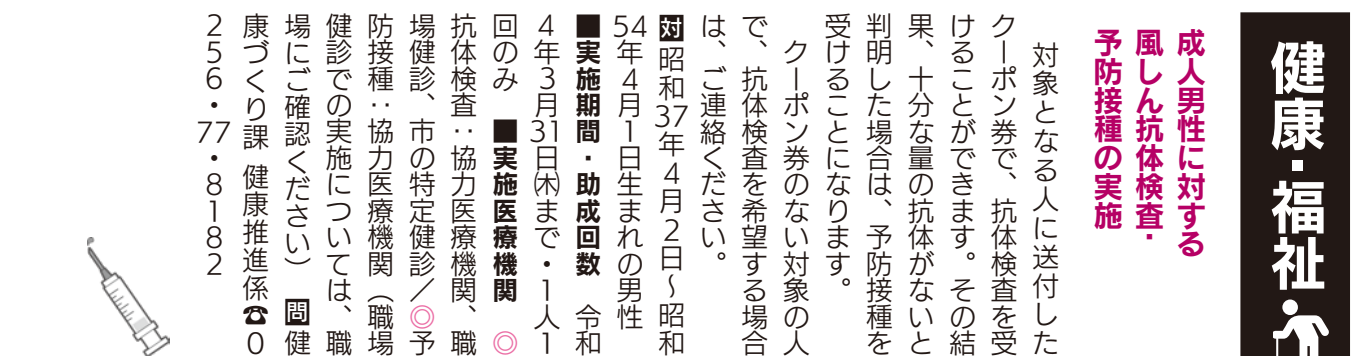 健康・福祉
成人男性に対する
風しん抗体検査・
予防接種の実施
対象となる人に送付した
クーポン券で、抗体検査を受
けることができます。その結
果、十分な量の抗体がないと
判明した場合は、予防接種を
受けることになります。
クーポン券のない対象の人
で、抗体検査を希望する場合
は、ご連絡ください。
対昭和37年4月2日～昭和
54年4月1日生まれの男性
■実施期間・助成回数 令和
4年3月31日㈭まで・1人1
回のみ ■実施医療機関 ◎
抗体検査：協力医療機関、職
場健診、市の特定健診／◎予
防接種：協力医療機関（職場
健診での実施については、職
場にご確認ください） 問健
康づくり課 健康推進係☎0
256・77・8182